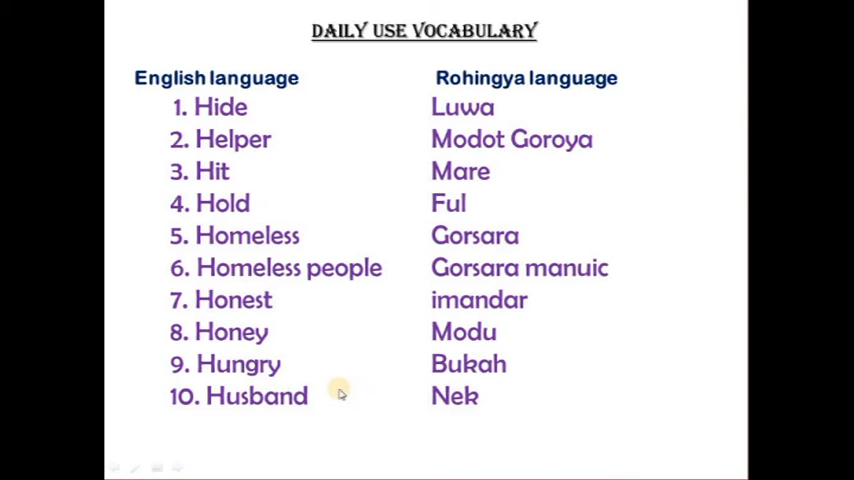 DAILY USE VOCABULARY
English language Rohingya language
1. Hide Luwa
2. Helper Modot Goroya
3. Hit Mare
4. Hold Ful
5. Homeless Gorsara
6. Homeless people Gorsara manuic
7. Honest imandar
8. Honey Modu
9. Hungry Bukah
10. Husband Nek